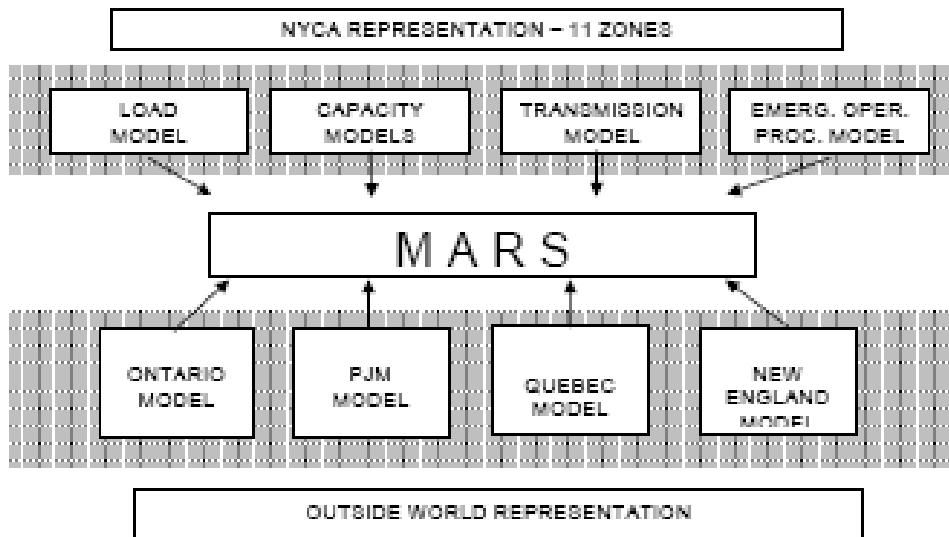 NYCA REPRESENTATION – 11 ZONES
LOAD
MODEL
CAPACITY
MODELS
TRANSMISSION
MODEL
EMERG. OPER.
PROC. MODEL
MARS
ONTARIO
MODEL
PJM
MODEL
QUEBEC
MODEL
NEW
ENGLAND
MODEL
OUTSIDE WORLD REPRESENTATION